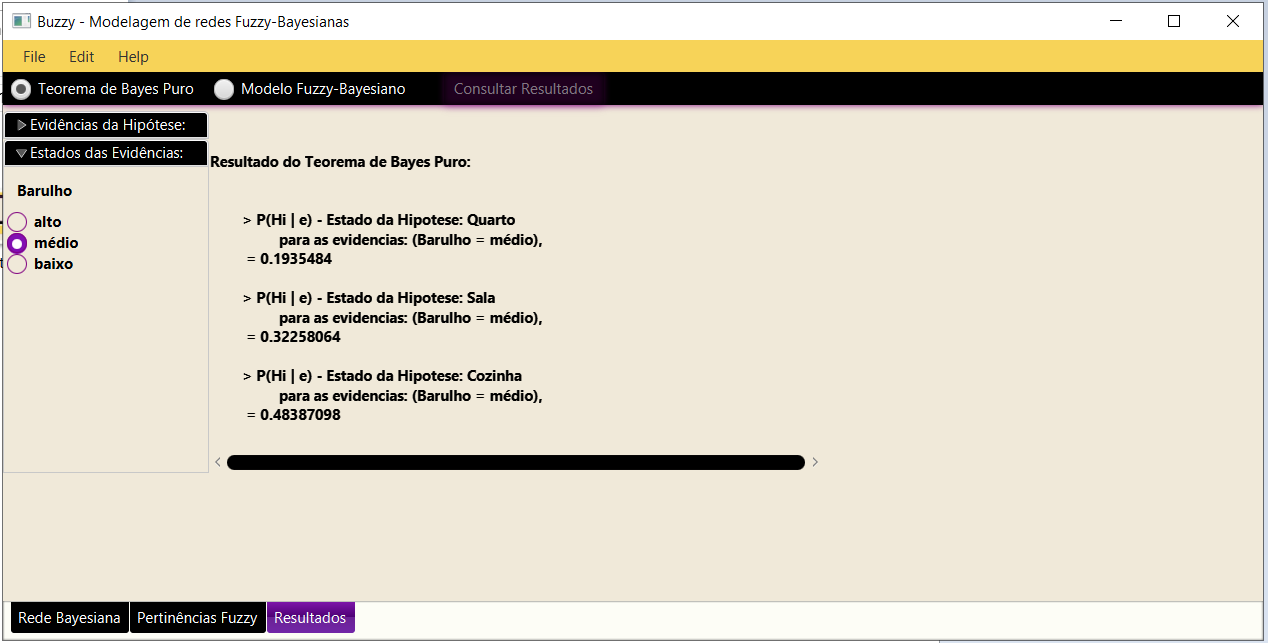 Buzzy - Modelagem de redes Fuzzy-Bayesianas
File Edit Help
Teorema de Bayes Puro Modelo Fuzzy-Bayesiano Consultar Resultados
Evidências da Hipótese:
Estados das Evidências:
Barulho
alto
médio
baixo
Resultado do Teorema de Bayes Puro:
> P(Hi | e) - Estado da Hipotese: Quarto
para as evidencias: (Barulho = médio),
= 0.1935484
> P(Hi | e) - Estado da Hipotese: Sala
para as evidencias: (Barulho = médio),
= 0.32258064
> P(Hi | e) - Estado da Hipotese: Cozinha
para as evidencias: (Barulho = médio),
= 0.48387098
Rede Bayesiana Pertinências Fuzzy Resultados